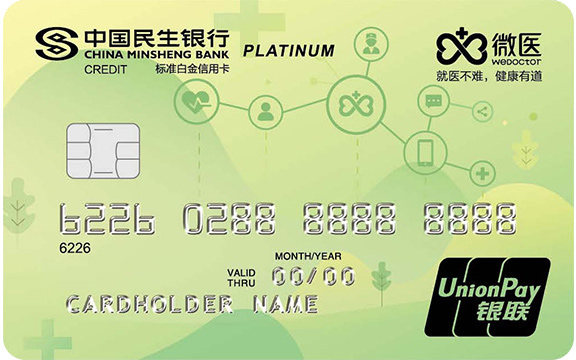 中国民生银行
CHINA MINSHENG BANK
CREDIT 标准白金信用卡
PLATINUM
微医
WeDoctor
就医不难，健康有道
6226 0288 8888 8888
6226
MONTH/YEAR
VALID
THRU
00/00
CARDHOLDER NAME
UnionPay
银联